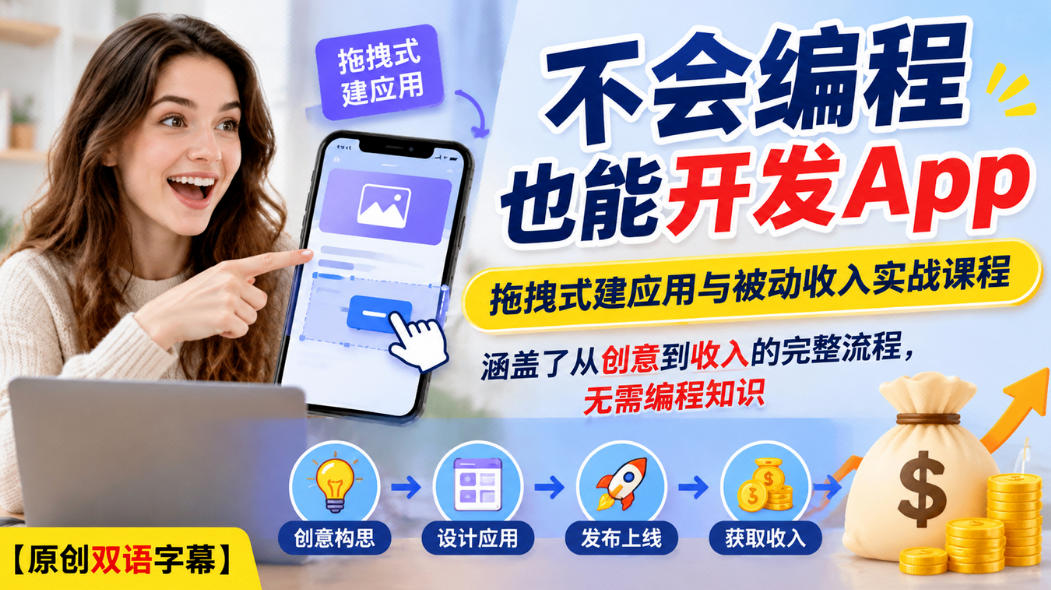 拖拽式
建应用
不会编程
也能开发App
拖拽式建应用与被动收入实战课程
涵盖了从创意到收入的完整流程，
无需编程知识
创意构思
设计应用
发布上线
获取收入
$
【原创双语字幕】